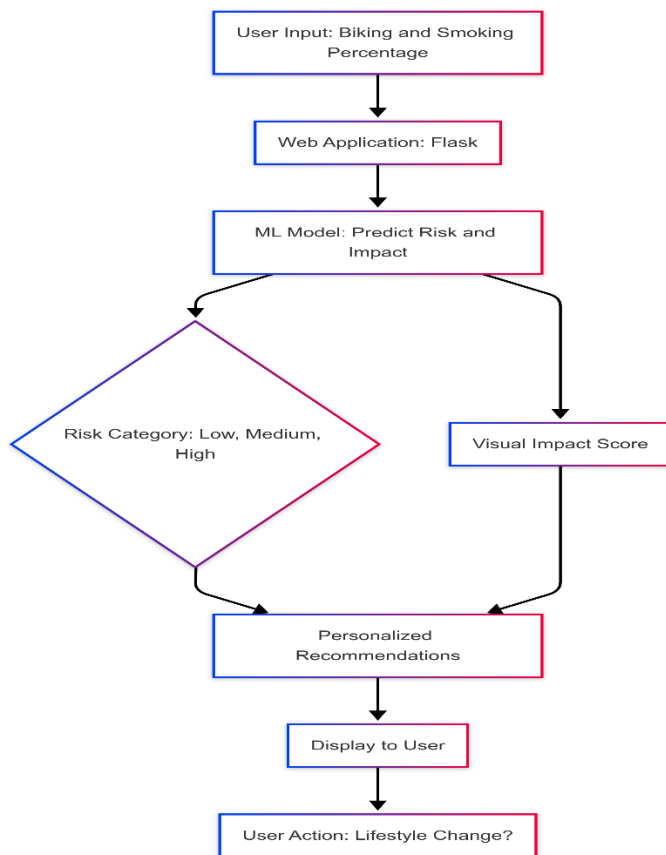 User Input: Biking and Smoking
Percentage
Web Application: Flask
ML Model: Predict Risk and
Impact
Risk Category: Low, Medium,
High
Visual Impact Score
Personalized
Recommendations
Display to User
User Action: Lifestyle Change?